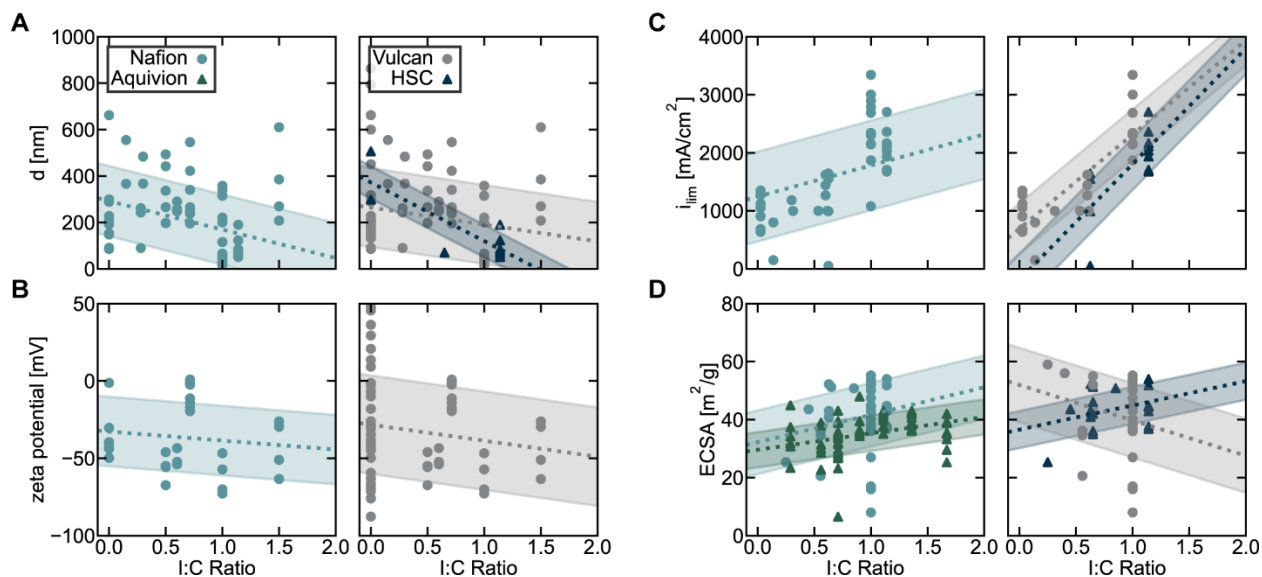 A
d [nm]
1000
800
600
400
200
0
Nafion
Aquivion
Vulcan
HSC
B
zeta potential [mV]
50
0
−50
−100
0.0 0.5 1.0 1.5 2.0
I:C Ratio
0.0 0.5 1.0 1.5 2.0
I:C Ratio
C
i_lim [mA/cm²]
4000
3000
2000
1000
0
D
ECSA [m²/g]
80
60
40
20
0
0.0 0.5 1.0 1.5 2.0
I:C Ratio
0.0 0.5 1.0 1.5 2.0
I:C Ratio